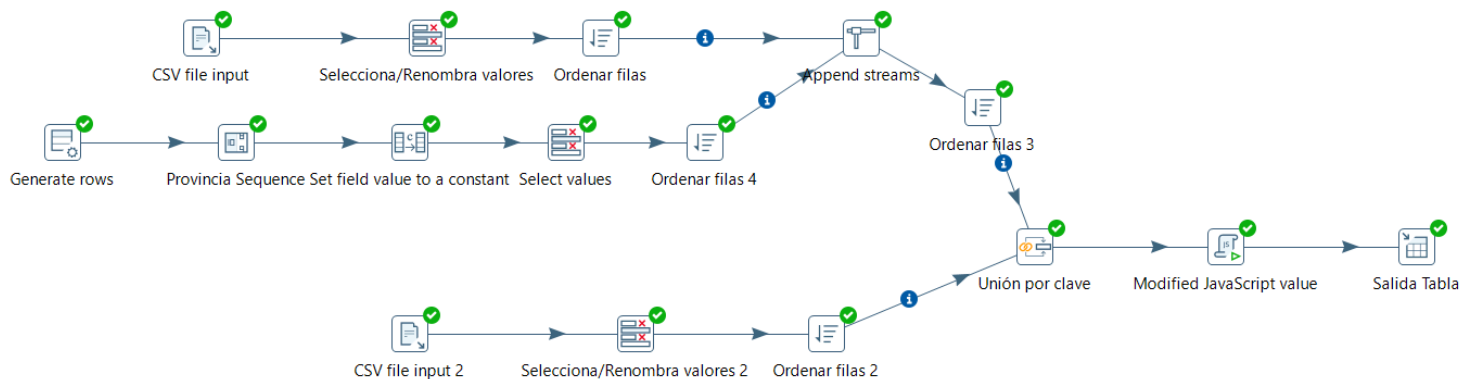 CSV file input
Selecciona/Renombra valores
Ordenar filas
Append streams
Generate rows
Provincia Sequence
Set field value to a constant
Select values
Ordenar filas 4
Ordenar filas 3
Unión por clave
Modified JavaScript value
Salida Tabla
CSV file input 2
Selecciona/Renombra valores 2
Ordenar filas 2